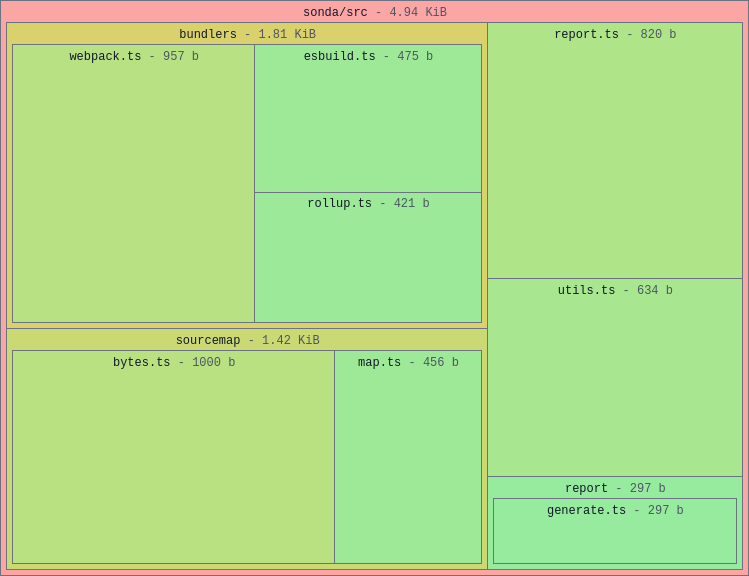 sonda/src - 4.94 KiB
bundlers - 1.81 KiB
webpack.ts - 957 b
esbuild.ts - 475 b
rollup.ts - 421 b
sourcemap - 1.42 KiB
bytes.ts - 1000 b
map.ts - 456 b
report.ts - 820 b
utils.ts - 634 b
report - 297 b
generate.ts - 297 b